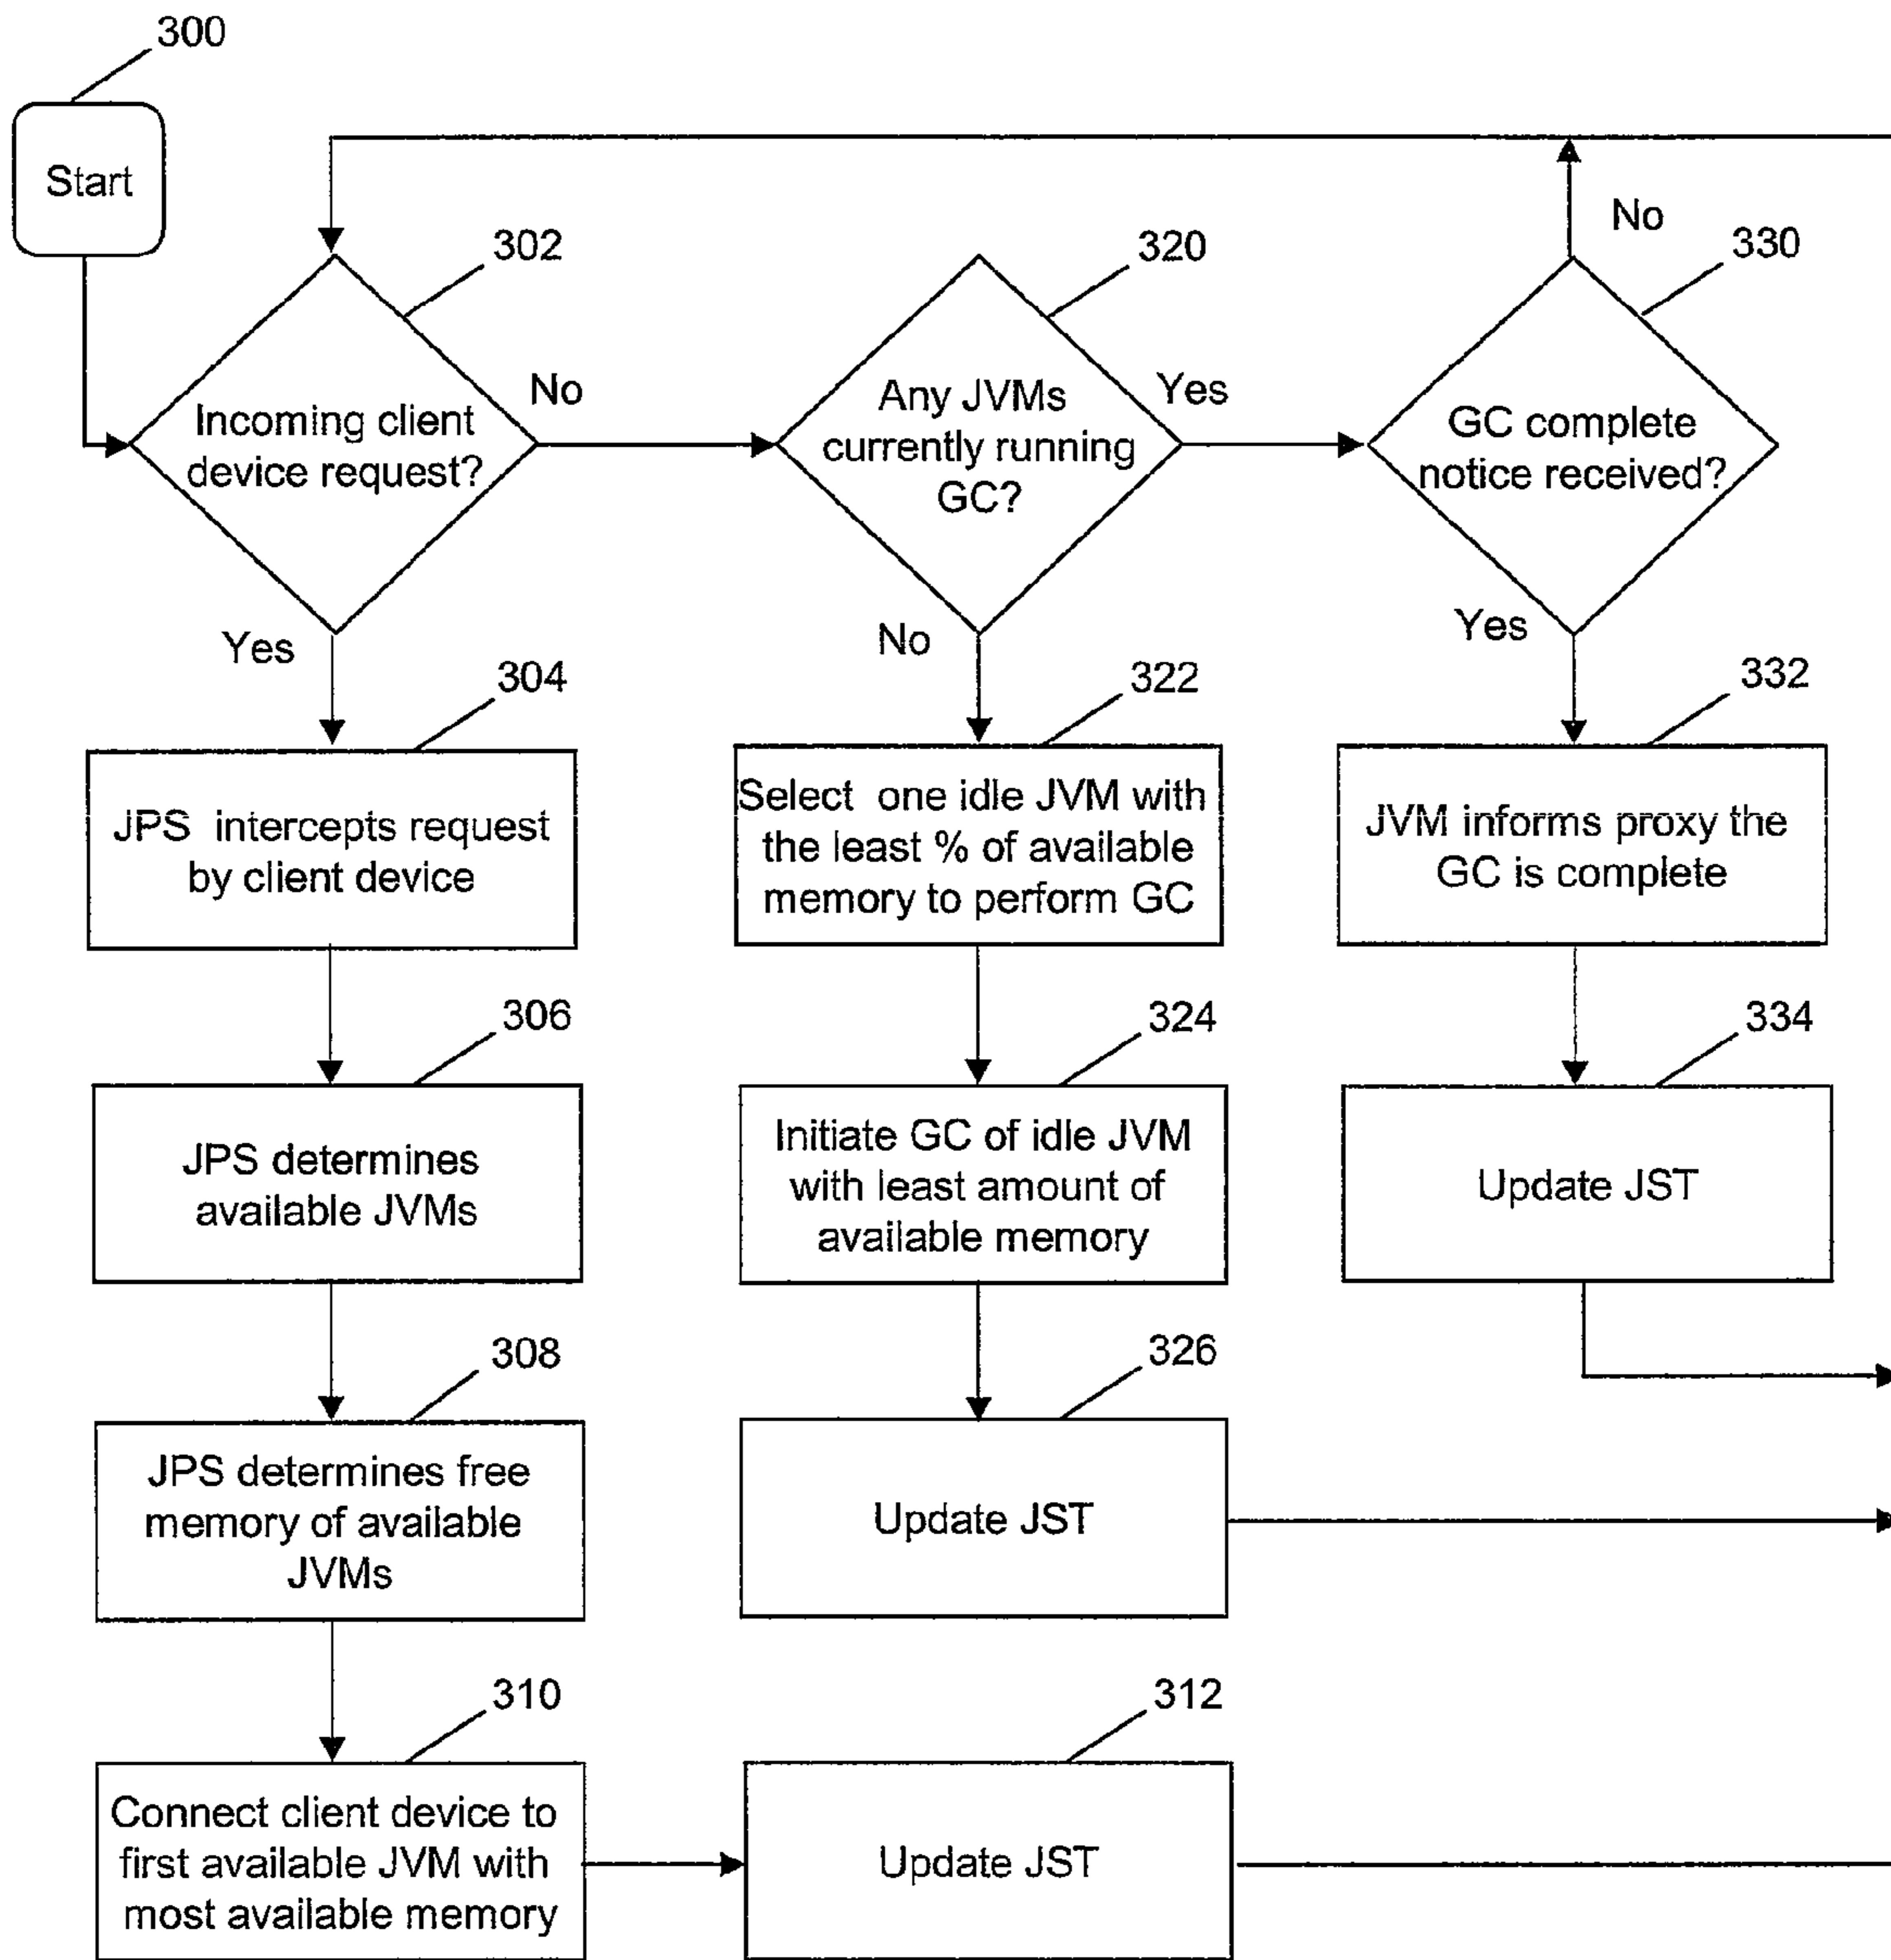 300
Start
302
Incoming client
device request?
No
Yes
320
Any JVMs
currently running
GC?
Yes
No
330
GC complete
notice received?
No
Yes
304
JPS intercepts request
by client device
322
Select one idle JVM with
the least % of available
memory to perform GC
332
JVM informs proxy the
GC is complete
306
JPS determines
available JVMs
324
Initiate GC of idle JVM
with least amount of
available memory
334
Update JST
308
JPS determines free
memory of available
JVMs
326
Update JST
310
Connect client device to
first available JVM with
most available memory
312
Update JST